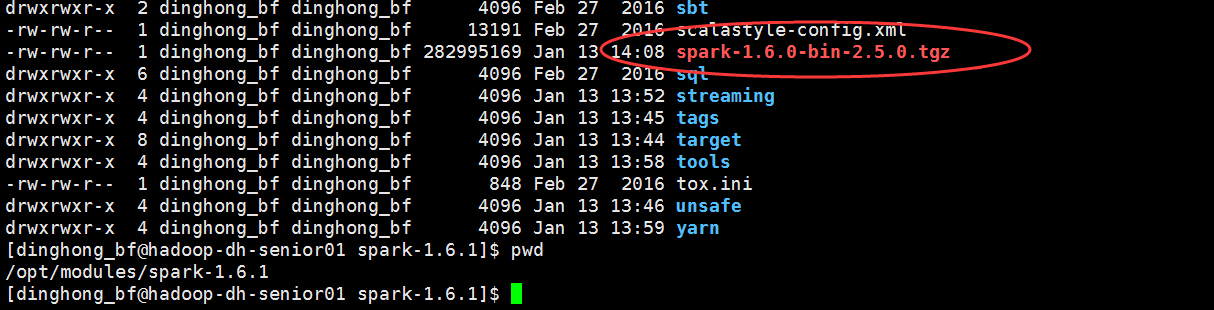 drwxrwxr-x  2 dinghong_bf dinghong_bf      4096 Feb 27  2016 sbt
-rw-rw-r--  1 dinghong_bf dinghong_bf     13191 Feb 27  2016 scalastyle-config.xml
-rw-rw-r--  1 dinghong_bf dinghong_bf 282995169 Jan 13 14:08 spark-1.6.0-bin-2.5.0.tgz
drwxrwxr-x  6 dinghong_bf dinghong_bf      4096 Feb 27  2016 sql
drwxrwxr-x  4 dinghong_bf dinghong_bf      4096 Jan 13 13:52 streaming
drwxrwxr-x  4 dinghong_bf dinghong_bf      4096 Jan 13 13:45 tags
drwxrwxr-x  8 dinghong_bf dinghong_bf      4096 Jan 13 13:44 target
drwxrwxr-x  4 dinghong_bf dinghong_bf      4096 Jan 13 13:58 tools
-rw-rw-r--  1 dinghong_bf dinghong_bf       848 Feb 27  2016 tox.ini
drwxrwxr-x  4 dinghong_bf dinghong_bf      4096 Jan 13 13:46 unsafe
drwxrwxr-x  4 dinghong_bf dinghong_bf      4096 Jan 13 13:59 yarn
[dinghong_bf@hadoop-dh-senior01 spark-1.6.1]$ pwd
/opt/modules/spark-1.6.1
[dinghong_bf@hadoop-dh-senior01 spark-1.6.1]$